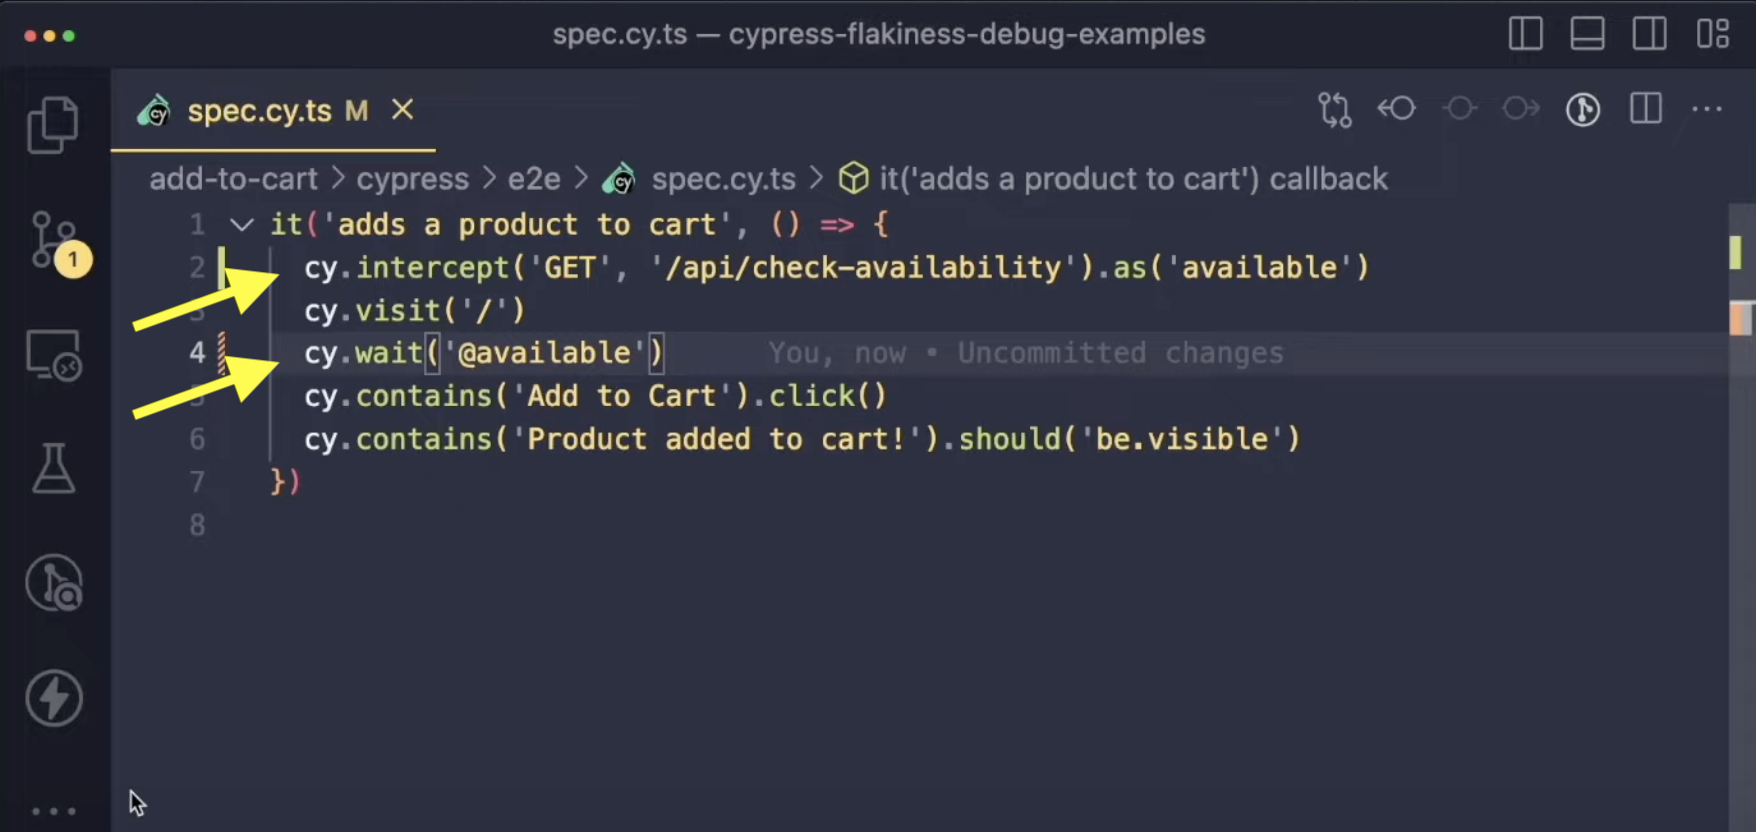 spec.cy.ts — cypress-flakiness-debug-examples
cy spec.cy.ts M
add-to-cart > cypress > e2e > cy spec.cy.ts > it('adds a product to cart') callback
1 it('adds a product to cart', () => {
2 cy.intercept('GET', '/api/check-availability').as('available')
3 cy.visit('/')
4 cy.wait('@available') You, now • Uncommitted changes
5 cy.contains('Add to Cart').click()
6 cy.contains('Product added to cart!').should('be.visible')
7 })
8
1